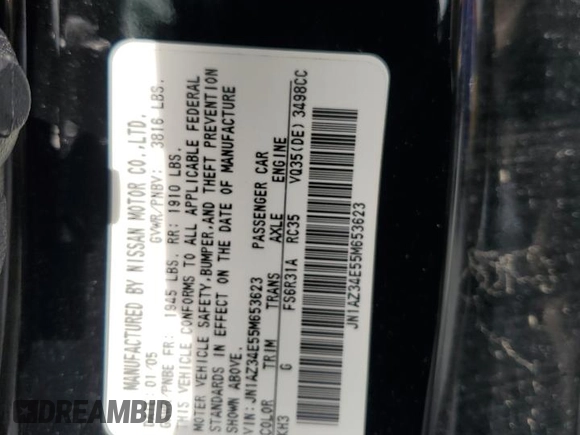 MANUFACTURED BY NISSAN MOTOR CO.,LTD.
01/05 GVWR/PNBV: 3816 LBS.
FR: 1945 LBS. RR: 1910 LBS.
THIS VEHICLE CONFORMS TO ALL APPLICABLE FEDERAL
MOTER VEHICLE SAFETY,BUMPER,AND THEFT PREVENTION
STANDARDS IN EFFECT ON THE DATE OF MANUFACTURE
SHOWN ABOVE.
VIN: JN1AZ34E55M653623 PASSENGER CAR
COLOR TRIM TRANS AXLE ENGINE
KH3 G FS6R31A RC35 VQ35(DE) 3498CC
JN1AZ34E55M653623
DREAMBID
.com